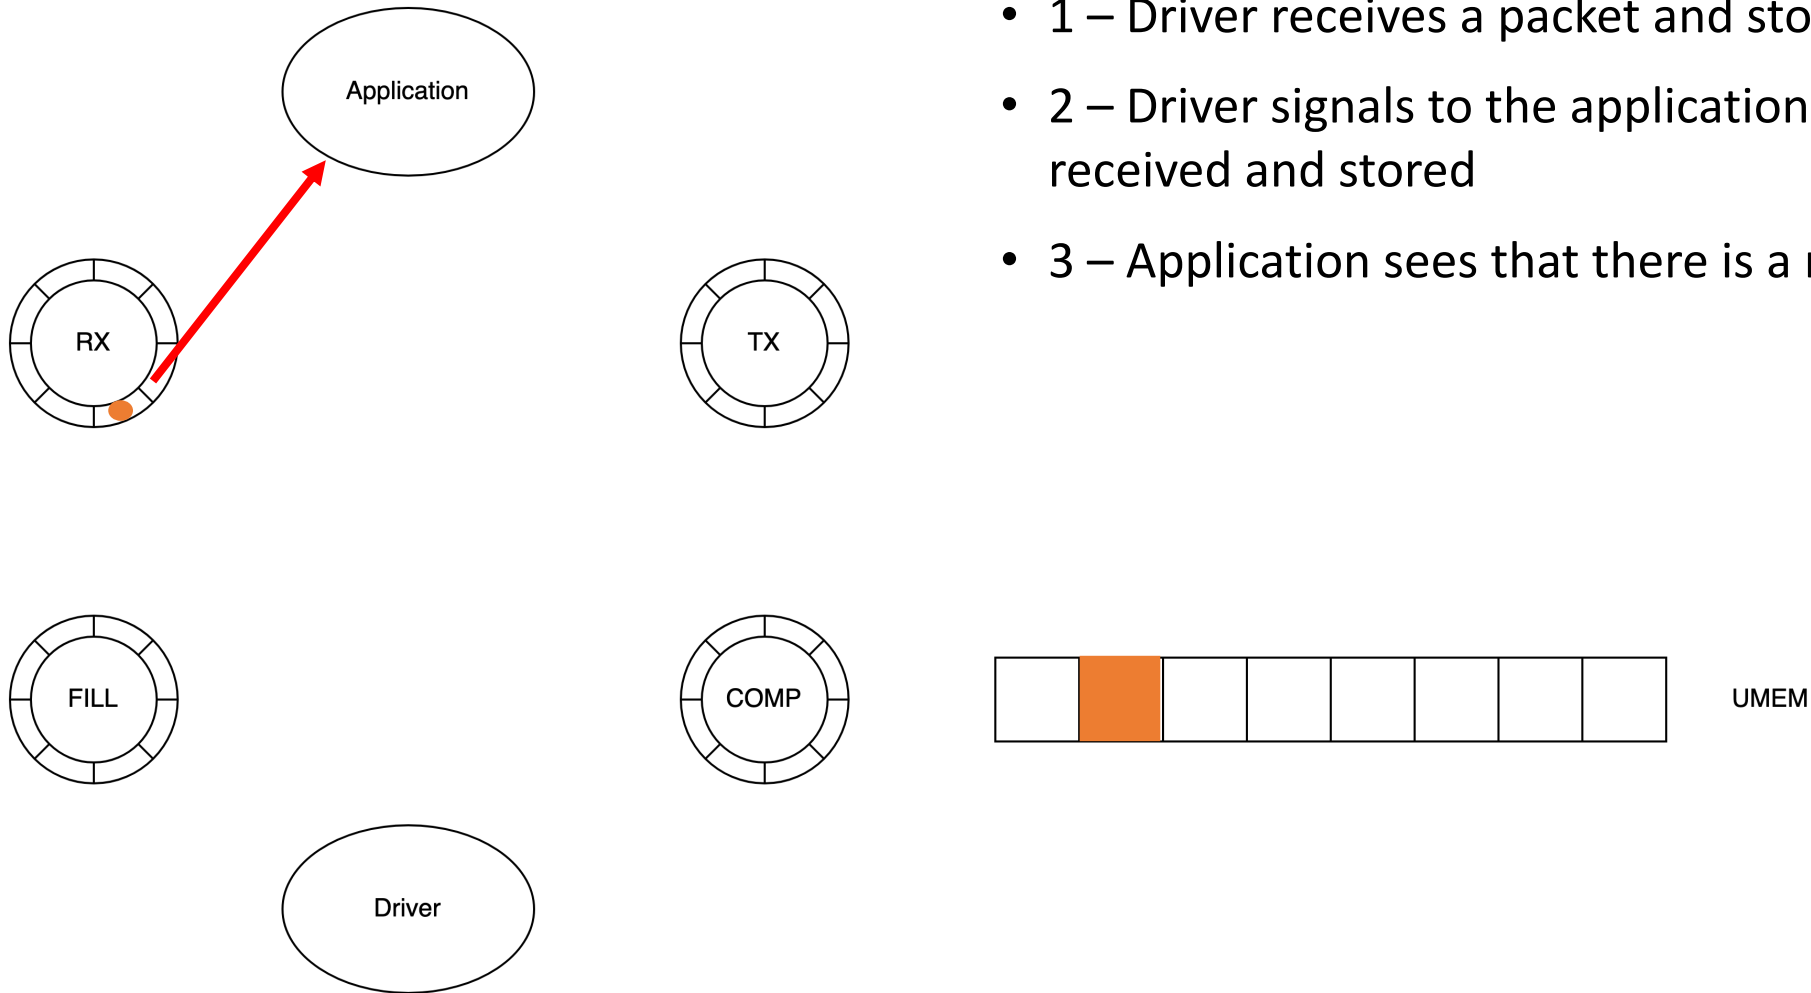 Application
RX
TX
FILL
COMP
Driver
• 1 – Driver receives a packet and sto
• 2 – Driver signals to the application
received and stored
• 3 – Application sees that there is a
UMEM